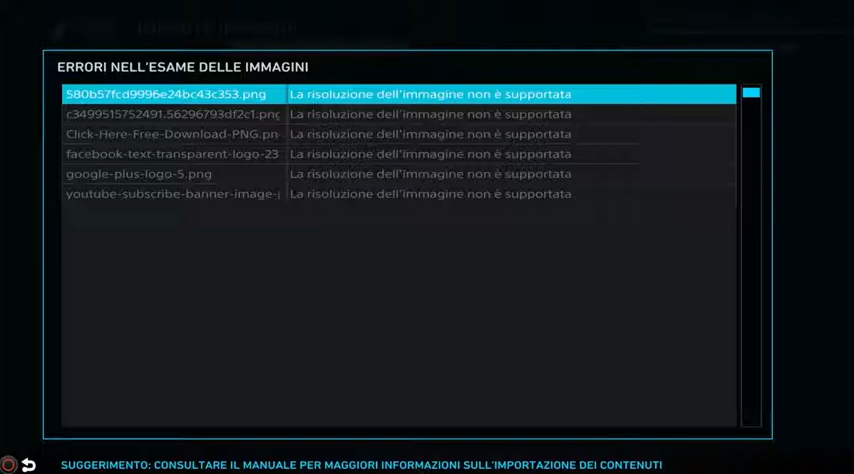 ERRORI NELL'ESAME DELLE IMMAGINI
580b57fcd9996e24bc43c353.png La risoluzione dell'immagine non è supportata
c3499515752491.56296793df2c1.png La risoluzione dell'immagine non è supportata
Click-Here-Free-Download-PNG.pn La risoluzione dell'immagine non è supportata
facebook-text-transparent-logo-23 La risoluzione dell'immagine non è supportata
google-plus-logo-5.png La risoluzione dell'immagine non è supportata
youtube-subscribe-banner-image- La risoluzione dell'immagine non è supportata
SUGGERIMENTO: CONSULTARE IL MANUALE PER MAGGIORI INFORMAZIONI SULL'IMPORTAZIONE DEI CONTENUTI